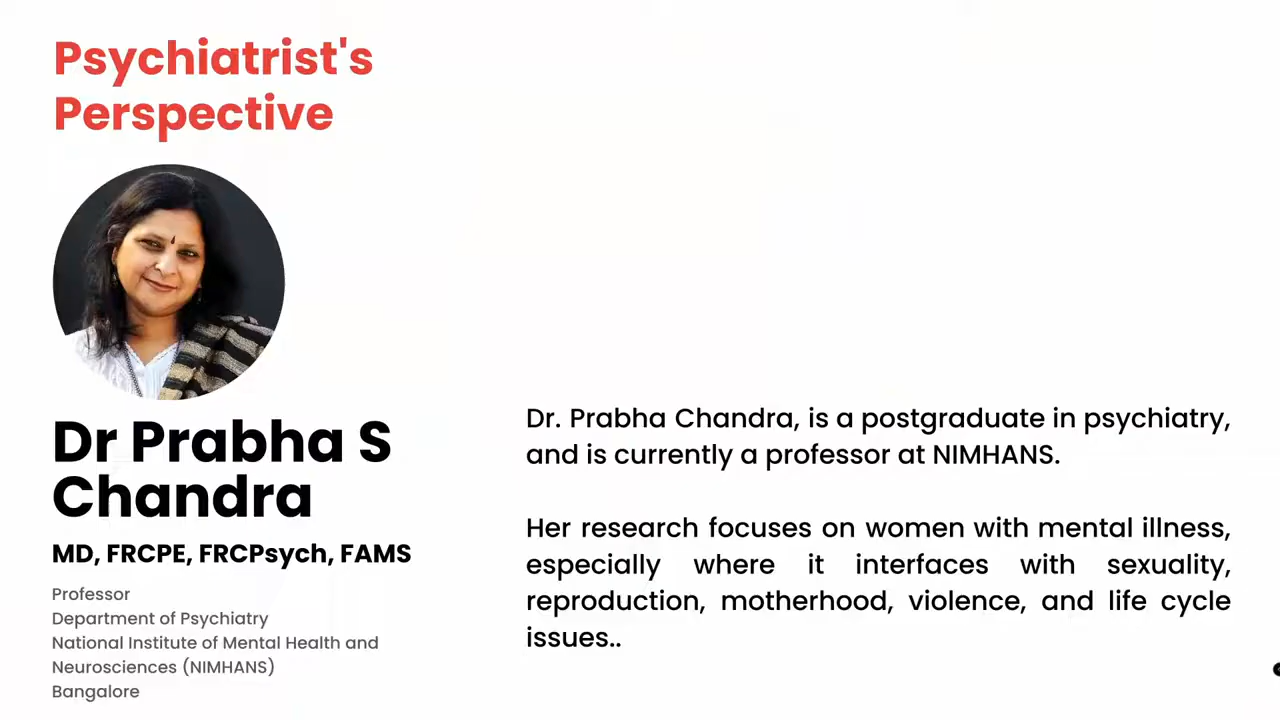 Psychiatrist's
Perspective
Dr Prabha S
Chandra
MD, FRCPE, FRCPsych, FAMS
Professor
Department of Psychiatry
National Institute of Mental Health and
Neurosciences (NIMHANS)
Bangalore
Dr. Prabha Chandra, is a postgraduate in psychiatry,
and is currently a professor at NIMHANS.
Her research focuses on women with mental illness,
especially where it interfaces with sexuality,
reproduction, motherhood, violence, and life cycle
issues..